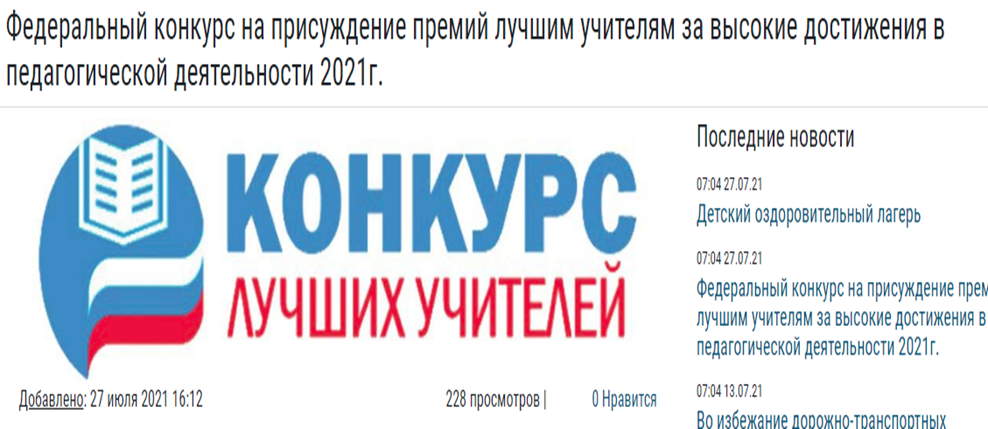 Федеральный конкурс на присуждение премий лучшим учителям за высокие достижения в
педагогической деятельности 2021г.
КОНКУРС
ЛУЧШИХ УЧИТЕЛЕЙ
Добавлено: 27 июля 2021 16:12
228 просмотров |
0 Нравится
Последние новости
07:04 27.07.21
Детский оздоровительный лагерь
07:04 27.07.21
Федеральный конкурс на присуждение прем
лучшим учителям за высокие достижения в
педагогической деятельности 2021г.
07:04 13.07.21
Во избежание дорожно-транспортных